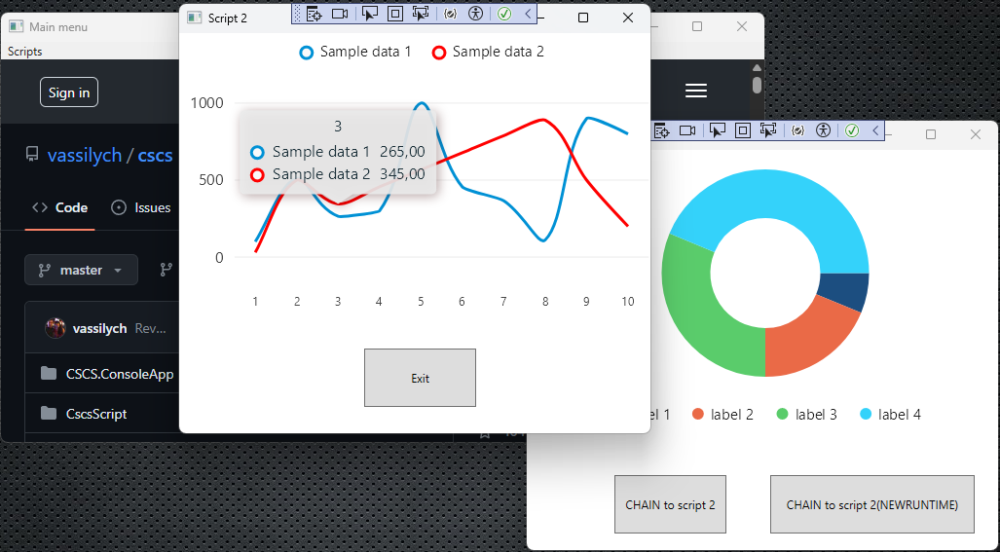 Main menu
Scripts
Sign in
vassilych / cscs
Code
Issues
master
vassilych Rev...
CSCS.ConsoleApp
CscsScript
Script 2
Sample data 1 Sample data 2
1000
500
0
3
Sample data 1 265,00
Sample data 2 345,00
1 2 3 4 5 6 7 8 9 10
Exit
l 1 label 2 label 3 label 4
CHAIN to script 2
CHAIN to script 2(NEWRUNTIME)